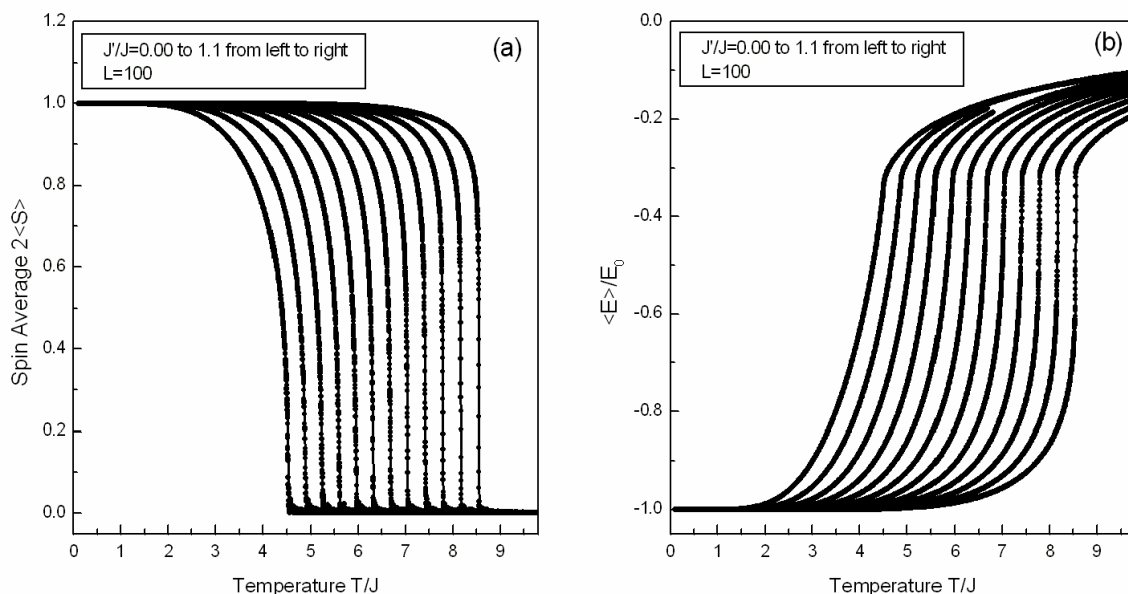 (a)
J'/J=0.00 to 1.1 from left to right
L=100
1.2
1.0
0.8
0.6
0.4
0.2
0.0
Spin Average 2<S>
0 1 2 3 4 5 6 7 8 9
Temperature T/J
(b)
J'/J=0.00 to 1.1 from left to right
L=100
0.0
-0.2
-0.4
-0.6
-0.8
-1.0
<E>/E₀
0 1 2 3 4 5 6 7 8 9
Temperature T/J